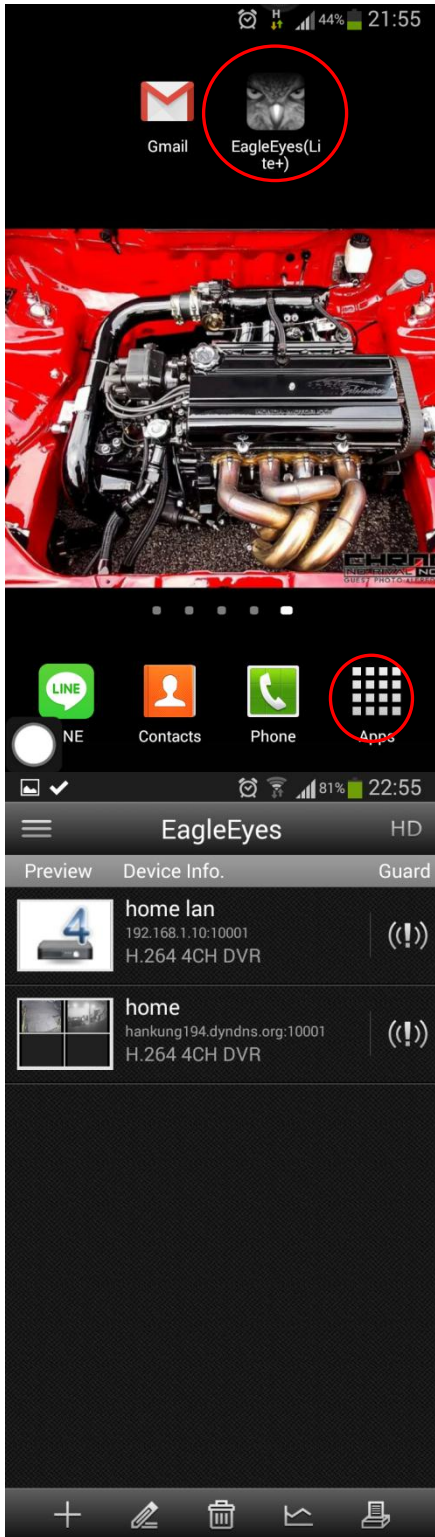 H 44% 21:55
Gmail
EagleEyes(Li
te+)
LINE
NE
Contacts
Phone
Apps
81% 22:55
EagleEyes
HD
Preview
Device Info.
Guard
4
home lan
192.168.1.10:10001
H.264 4CH DVR
home
hankung194.dyndns.org:10001
H.264 4CH DVR